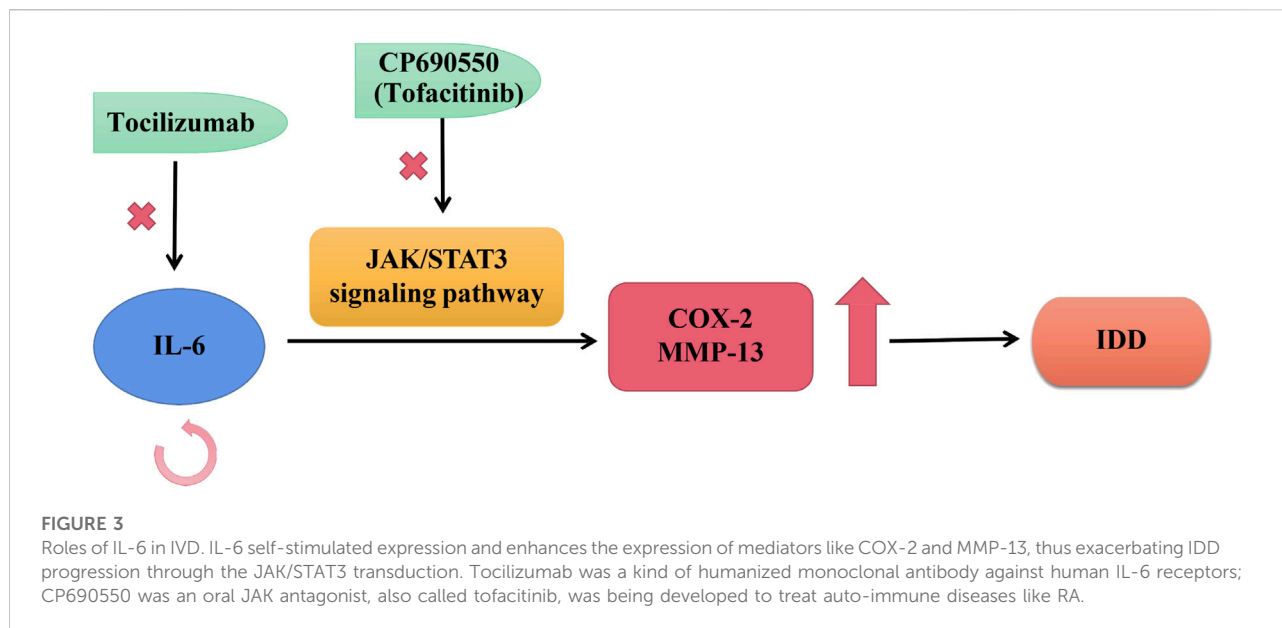 CP690550
(Tofacitinib)
Tocilizumab
JAK/STAT3
signaling pathway
IL-6
COX-2
MMP-13
IDD
FIGURE 3
Roles of IL-6 in IVD. IL-6 self-stimulated expression and enhances the expression of mediators like COX-2 and MMP-13, thus exacerbating IDD
progression through the JAK/STAT3 transduction. Tocilizumab was a kind of humanized monoclonal antibody against human IL-6 receptors;
CP690550 was an oral JAK antagonist, also called tofacitinib, was being developed to treat auto-immune diseases like RA.